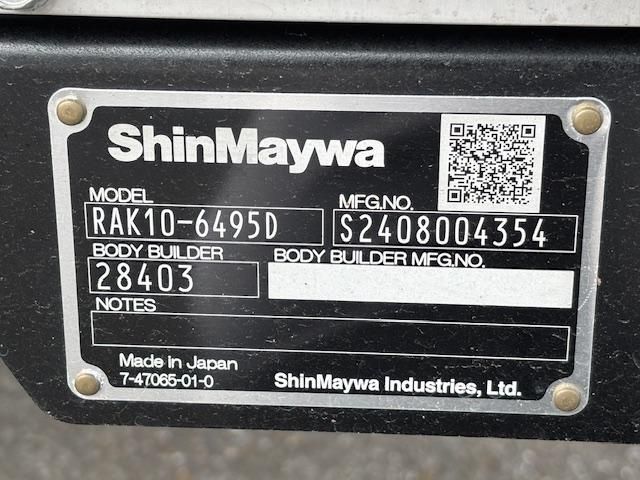 ShinMaywa
MODEL MFG.NO.
RAK10-6495D S2408004354
BODY BUILDER BODY BUILDER MFG.NO.
28403
NOTES
Made in Japan
7-47065-01-0 ShinMaywa Industries, Ltd.